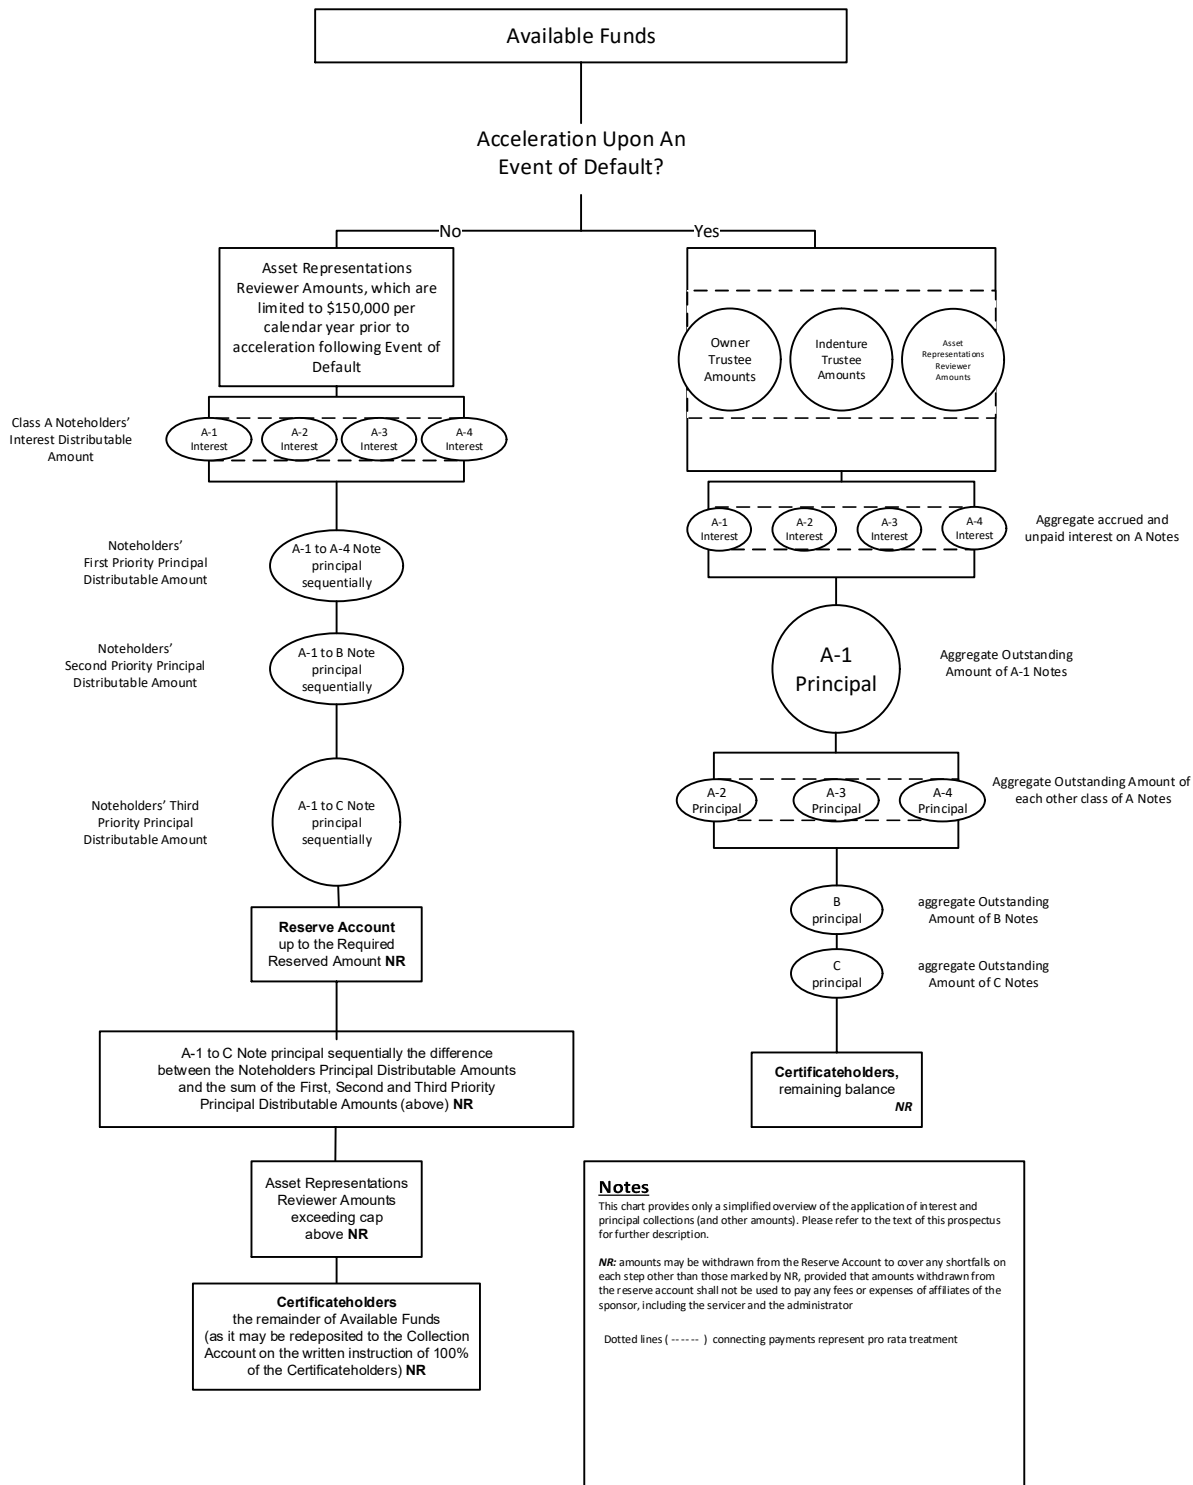 Available Funds
Acceleration Upon An
Event of Default?
No
Yes
Asset Representations
Reviewer Amounts, which are
limited to $150,000 per
calendar year prior to
acceleration following Event of
Default
Class A Noteholders’
Interest Distributable
Amount
A-1
Interest
A-2
Interest
A-3
Interest
A-4
Interest
Noteholders’
First Priority Principal
Distributable Amount
A-1 to A-4 Note
principal
sequentially
Noteholders’
Second Priority Principal
Distributable Amount
A-1 to B Note
principal
sequentially
Noteholders’ Third
Priority Principal
Distributable Amount
A-1 to C Note
principal
sequentially
Reserve Account
up to the Required
Reserved Amount NR
A-1 to C Note principal sequentially the difference
between the Noteholders Principal Distributable Amounts
and the sum of the First, Second and Third Priority
Principal Distributable Amounts (above) NR
Asset Representations
Reviewer Amounts
exceeding cap
above NR
Certificateholders
the remainder of Available Funds
(as it may be redeposited to the Collection
Account on the written instruction of 100%
of the Certificateholders) NR
Owner
Trustee
Amounts
Indenture
Trustee
Amounts
Asset
Representations
Reviewer
Amounts
A-1
Interest
A-2
Interest
A-3
Interest
A-4
Interest
Aggregate accrued and
unpaid interest on A Notes
A-1
Principal
Aggregate Outstanding
Amount of A-1 Notes
A-2
Principal
A-3
Principal
A-4
Principal
Aggregate Outstanding Amount of
each other class of A Notes
B
principal
aggregate Outstanding
Amount of B Notes
C
principal
aggregate Outstanding
Amount of C Notes
Certificateholders,
remaining balance
NR
Notes
This chart provides only a simplified overview of the application of interest and
principal collections (and other amounts). Please refer to the text of this prospectus
for further description.
NR: amounts may be withdrawn from the Reserve Account to cover any shortfalls on
each step other than those marked by NR, provided that amounts withdrawn from
the reserve account shall not be used to pay any fees or expenses of affiliates of the
sponsor, including the servicer and the administrator
Dotted lines ( ------ ) connecting payments represent pro rata treatment